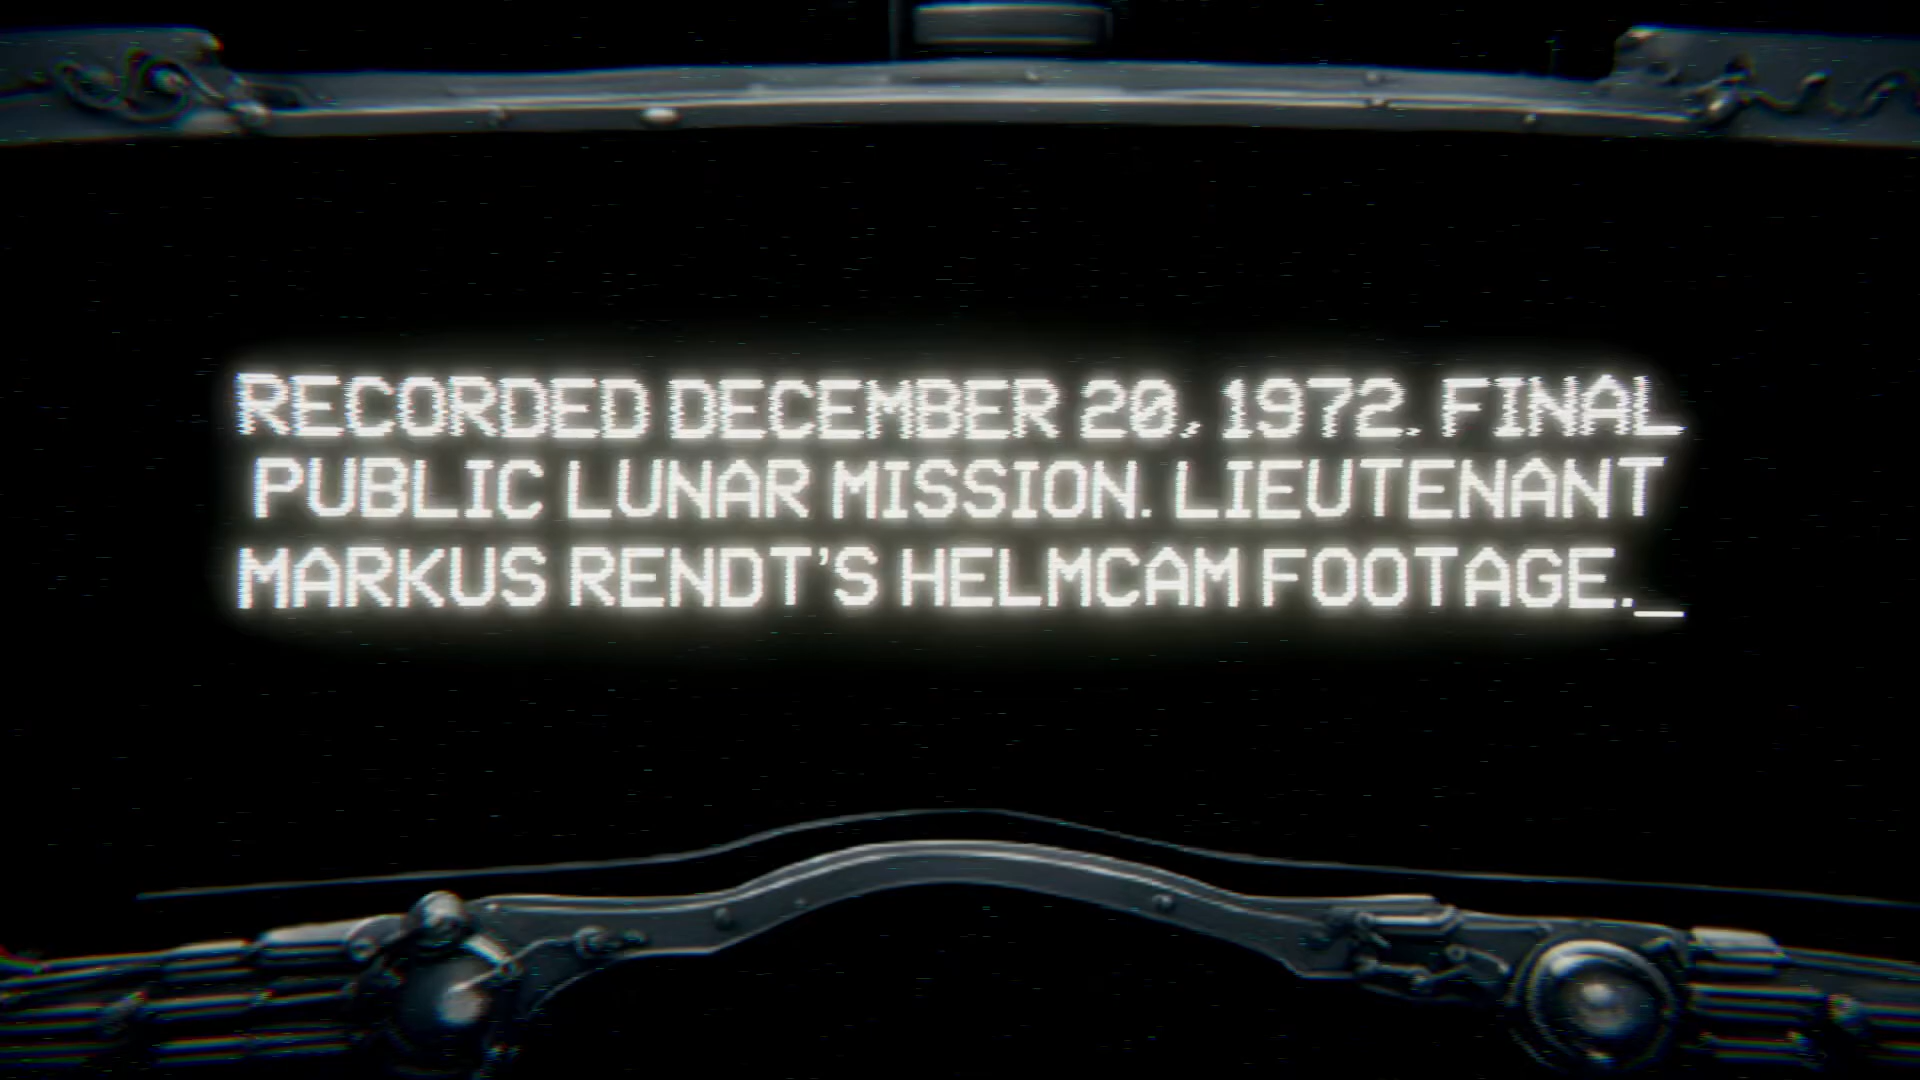 RECORDED DECEMBER 20, 1972. FINAL
PUBLIC LUNAR MISSION. LIEUTENANT
MARKUS RENDT'S HELMCAM FOOTAGE._